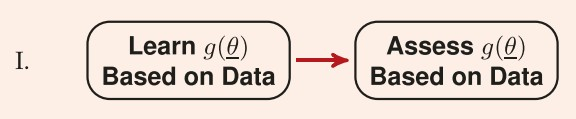 I.
Learn g(θ)
Based on Data
Assess g(θ)
Based on Data